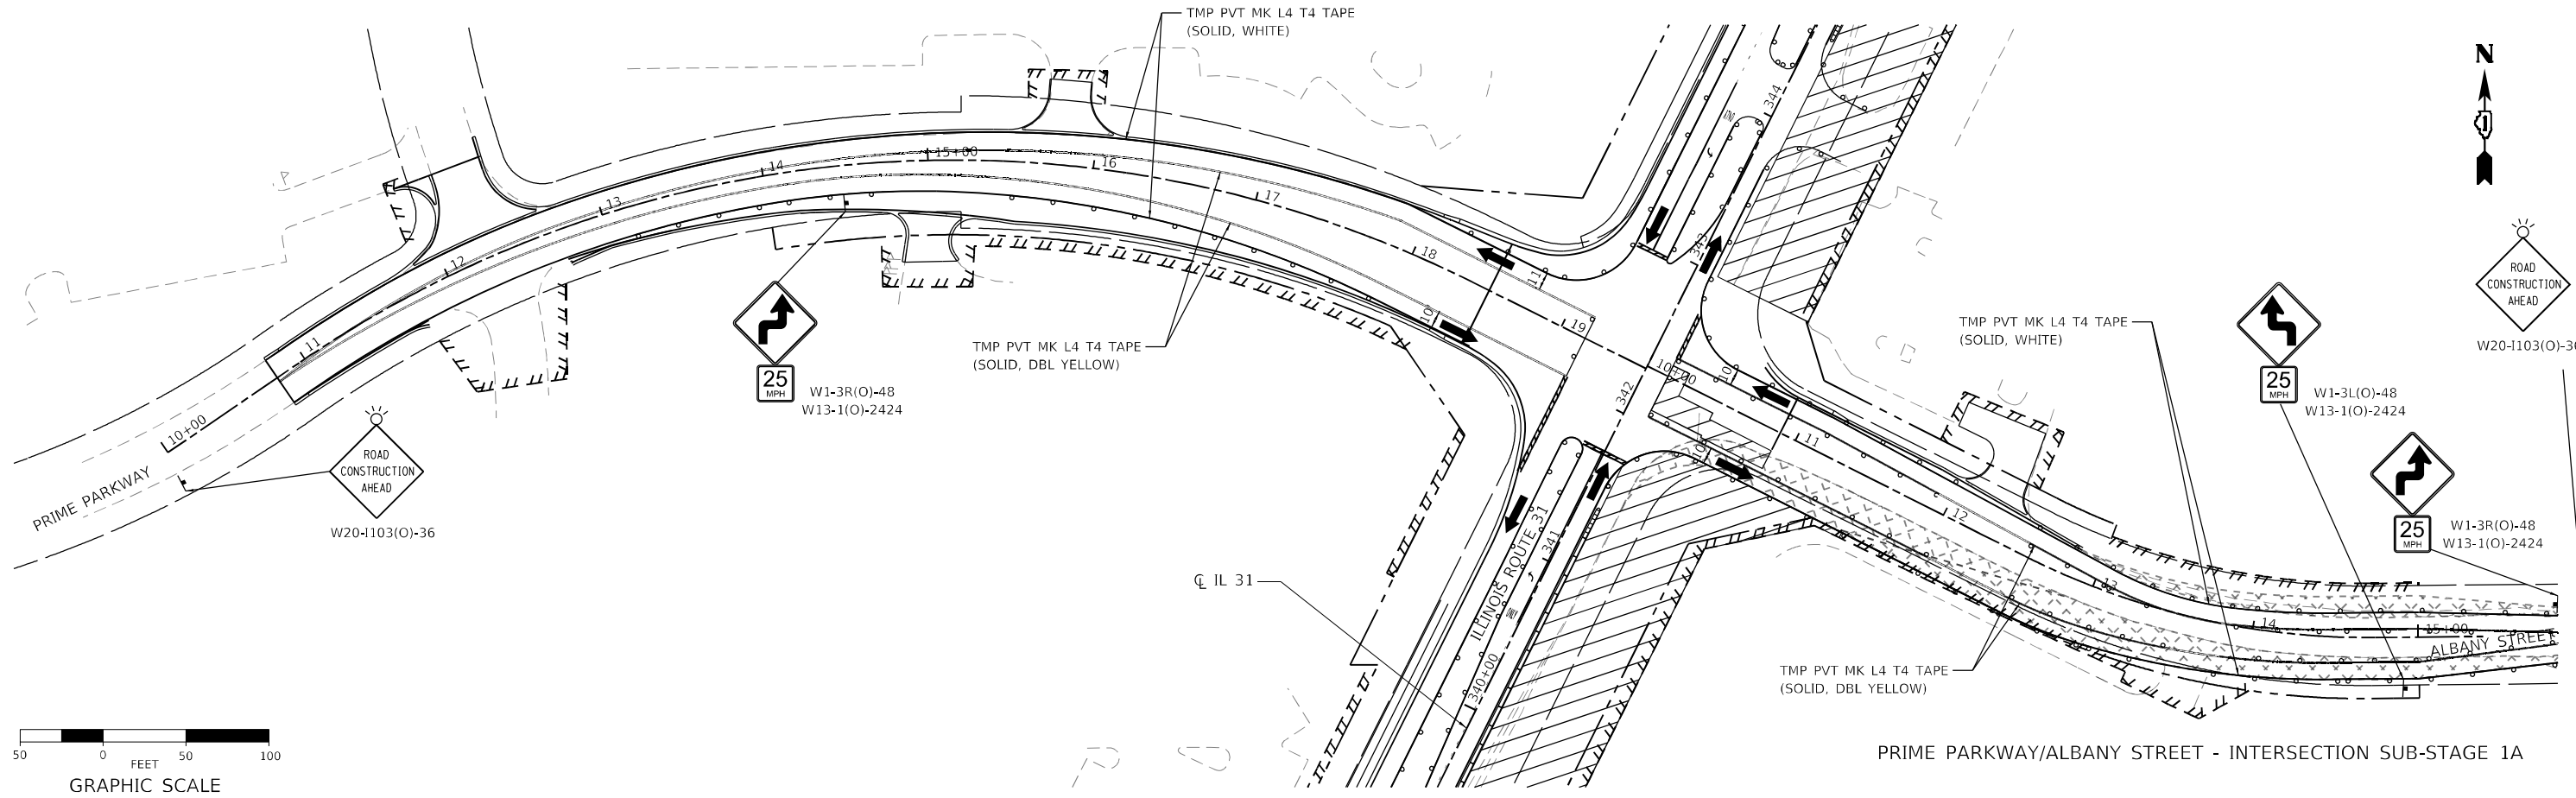 TMP PVT MK L4 T4 TAPE
(SOLID, WHITE)
N
344
15+00
14
16
13
17
12
18
343
11
11
10'
19
10+00
PRIME PARKWAY
ROAD
CONSTRUCTION
AHEAD
W20-I103(O)-36
25
MPH
W1-3R(O)-48
W13-1(O)-2424
TMP PVT MK L4 T4 TAPE
(SOLID, DBL YELLOW)
342
10+00
10'
11
10'
12
13
14
15+00
ALBANY STREET
ILLINOIS ROUTE 31
341
340+00
℄ IL 31
TMP PVT MK L4 T4 TAPE
(SOLID, WHITE)
25
MPH
W1-3L(O)-48
W13-1(O)-2424
ROAD
CONSTRUCTION
AHEAD
W20-I103(O)-36
25
MPH
W1-3R(O)-48
W13-1(O)-2424
TMP PVT MK L4 T4 TAPE
(SOLID, DBL YELLOW)
50 0 50 100
FEET
GRAPHIC SCALE
PRIME PARKWAY/ALBANY STREET - INTERSECTION SUB-STAGE 1A